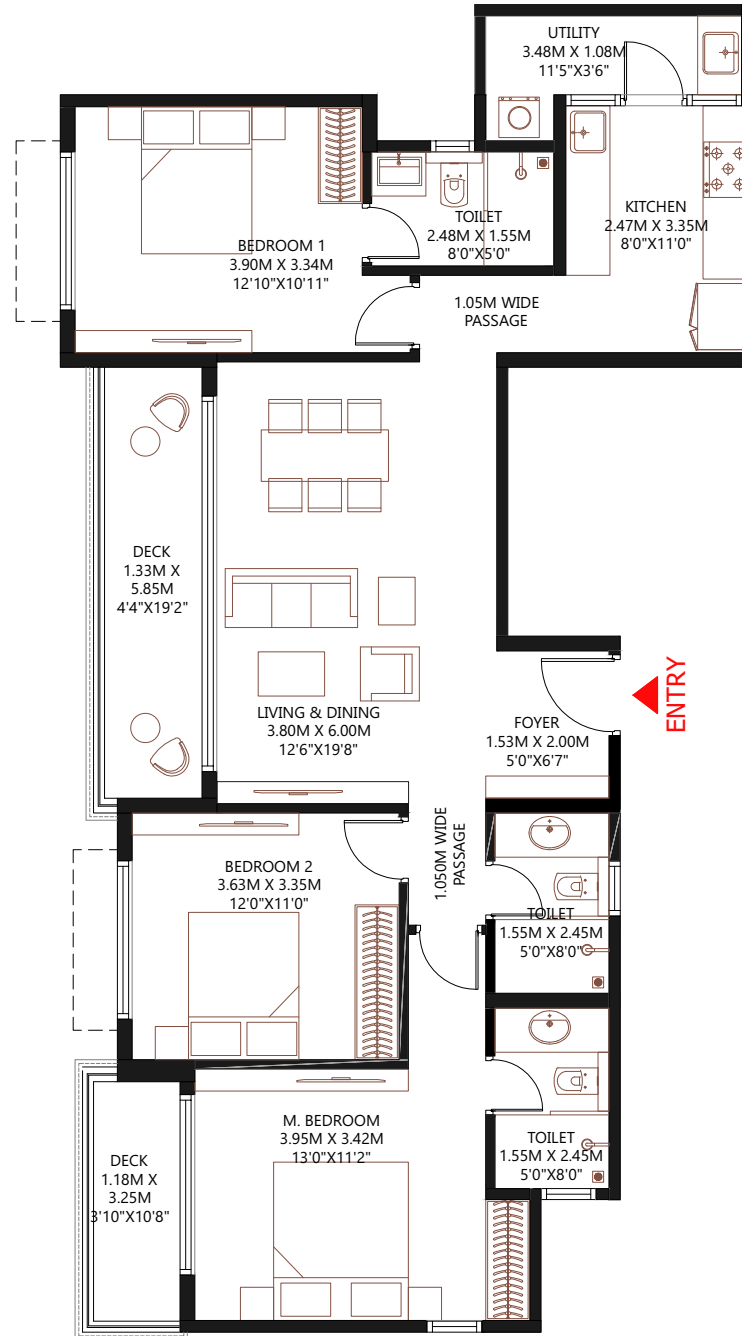 UTILITY
3.48M X 1.08M
11'5"X3'6"
KITCHEN
2.47M X 3.35M
8'0"X11'0"
TOILET
2.48M X 1.55M
8'0"X5'0"
BEDROOM 1
3.90M X 3.34M
12'10"X10'11"
1.05M WIDE
PASSAGE
DECK
1.33M X
5.85M
4'4"X19'2"
LIVING & DINING
3.80M X 6.00M
12'6"X19'8"
FOYER
1.53M X 2.00M
5'0"X6'7"
ENTRY
1.050M WIDE
PASSAGE
BEDROOM 2
3.63M X 3.35M
12'0"X11'0"
TOILET
1.55M X 2.45M
5'0"X8'0"
M. BEDROOM
3.95M X 3.42M
13'0"X11'2"
TOILET
1.55M X 2.45M
5'0"X8'0"
DECK
1.18M X
3.25M
3'10"X10'8"